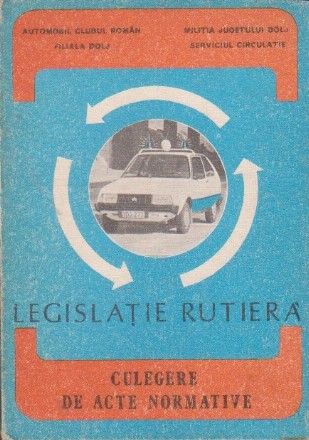 AUTOMOBIL CLUBUL ROMÂN
FILIALA DOLJ
MILIȚIA JUDEȚULUI DOLJ
SERVICIUL CIRCULAȚIE
LEGISLAȚIE RUTIERĂ
CULEGERE
DE ACTE NORMATIVE